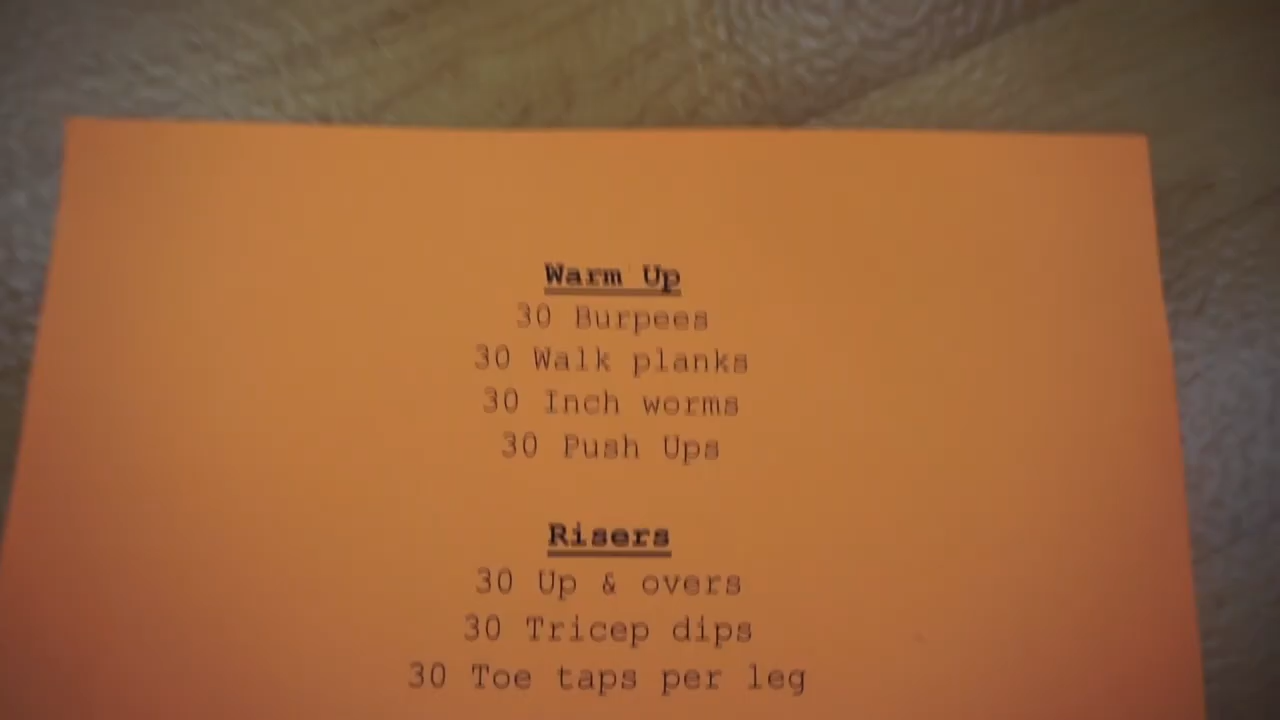 Warm Up
30 Burpees
30 Walk planks
30 Inch worms
30 Push Ups
Risers
30 Up & overs
30 Tricep dips
30 Toe taps per leg